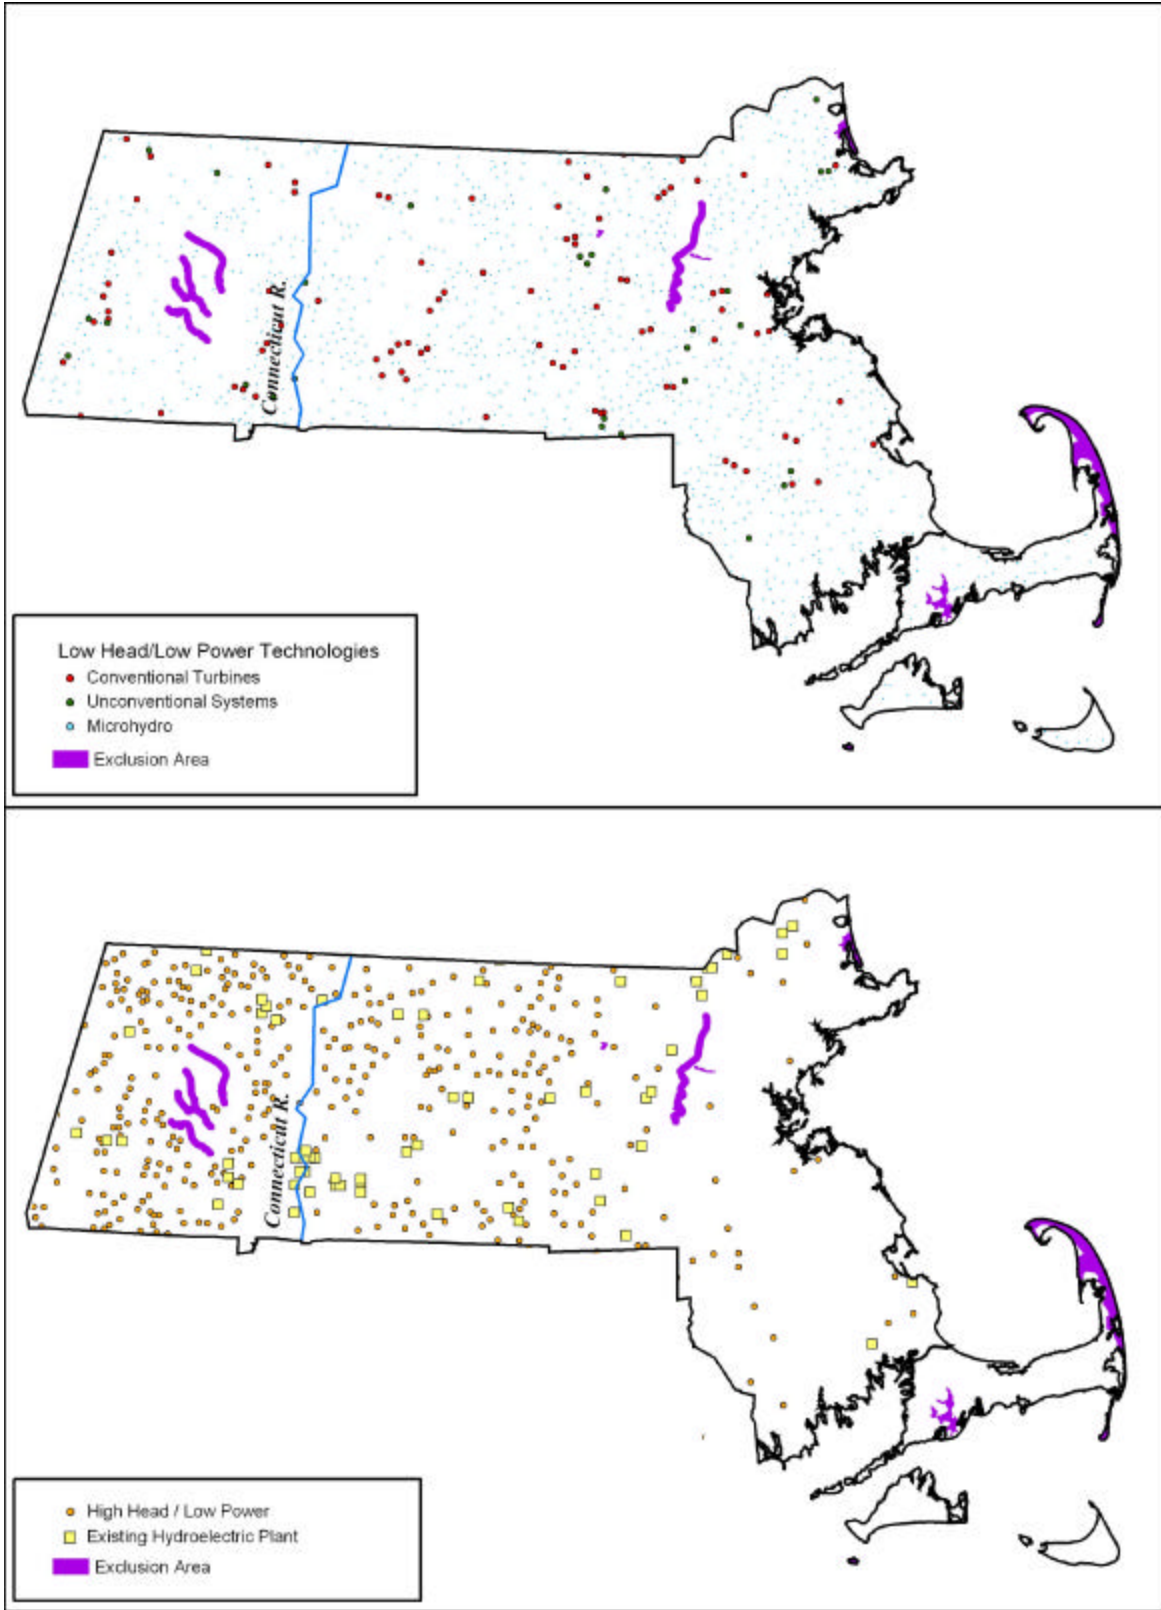 Connecticut R.
Low Head/Low Power Technologies
Conventional Turbines
Unconventional Systems
Microhydro
Exclusion Area
Connecticut R.
High Head / Low Power
Existing Hydroelectric Plant
Exclusion Area